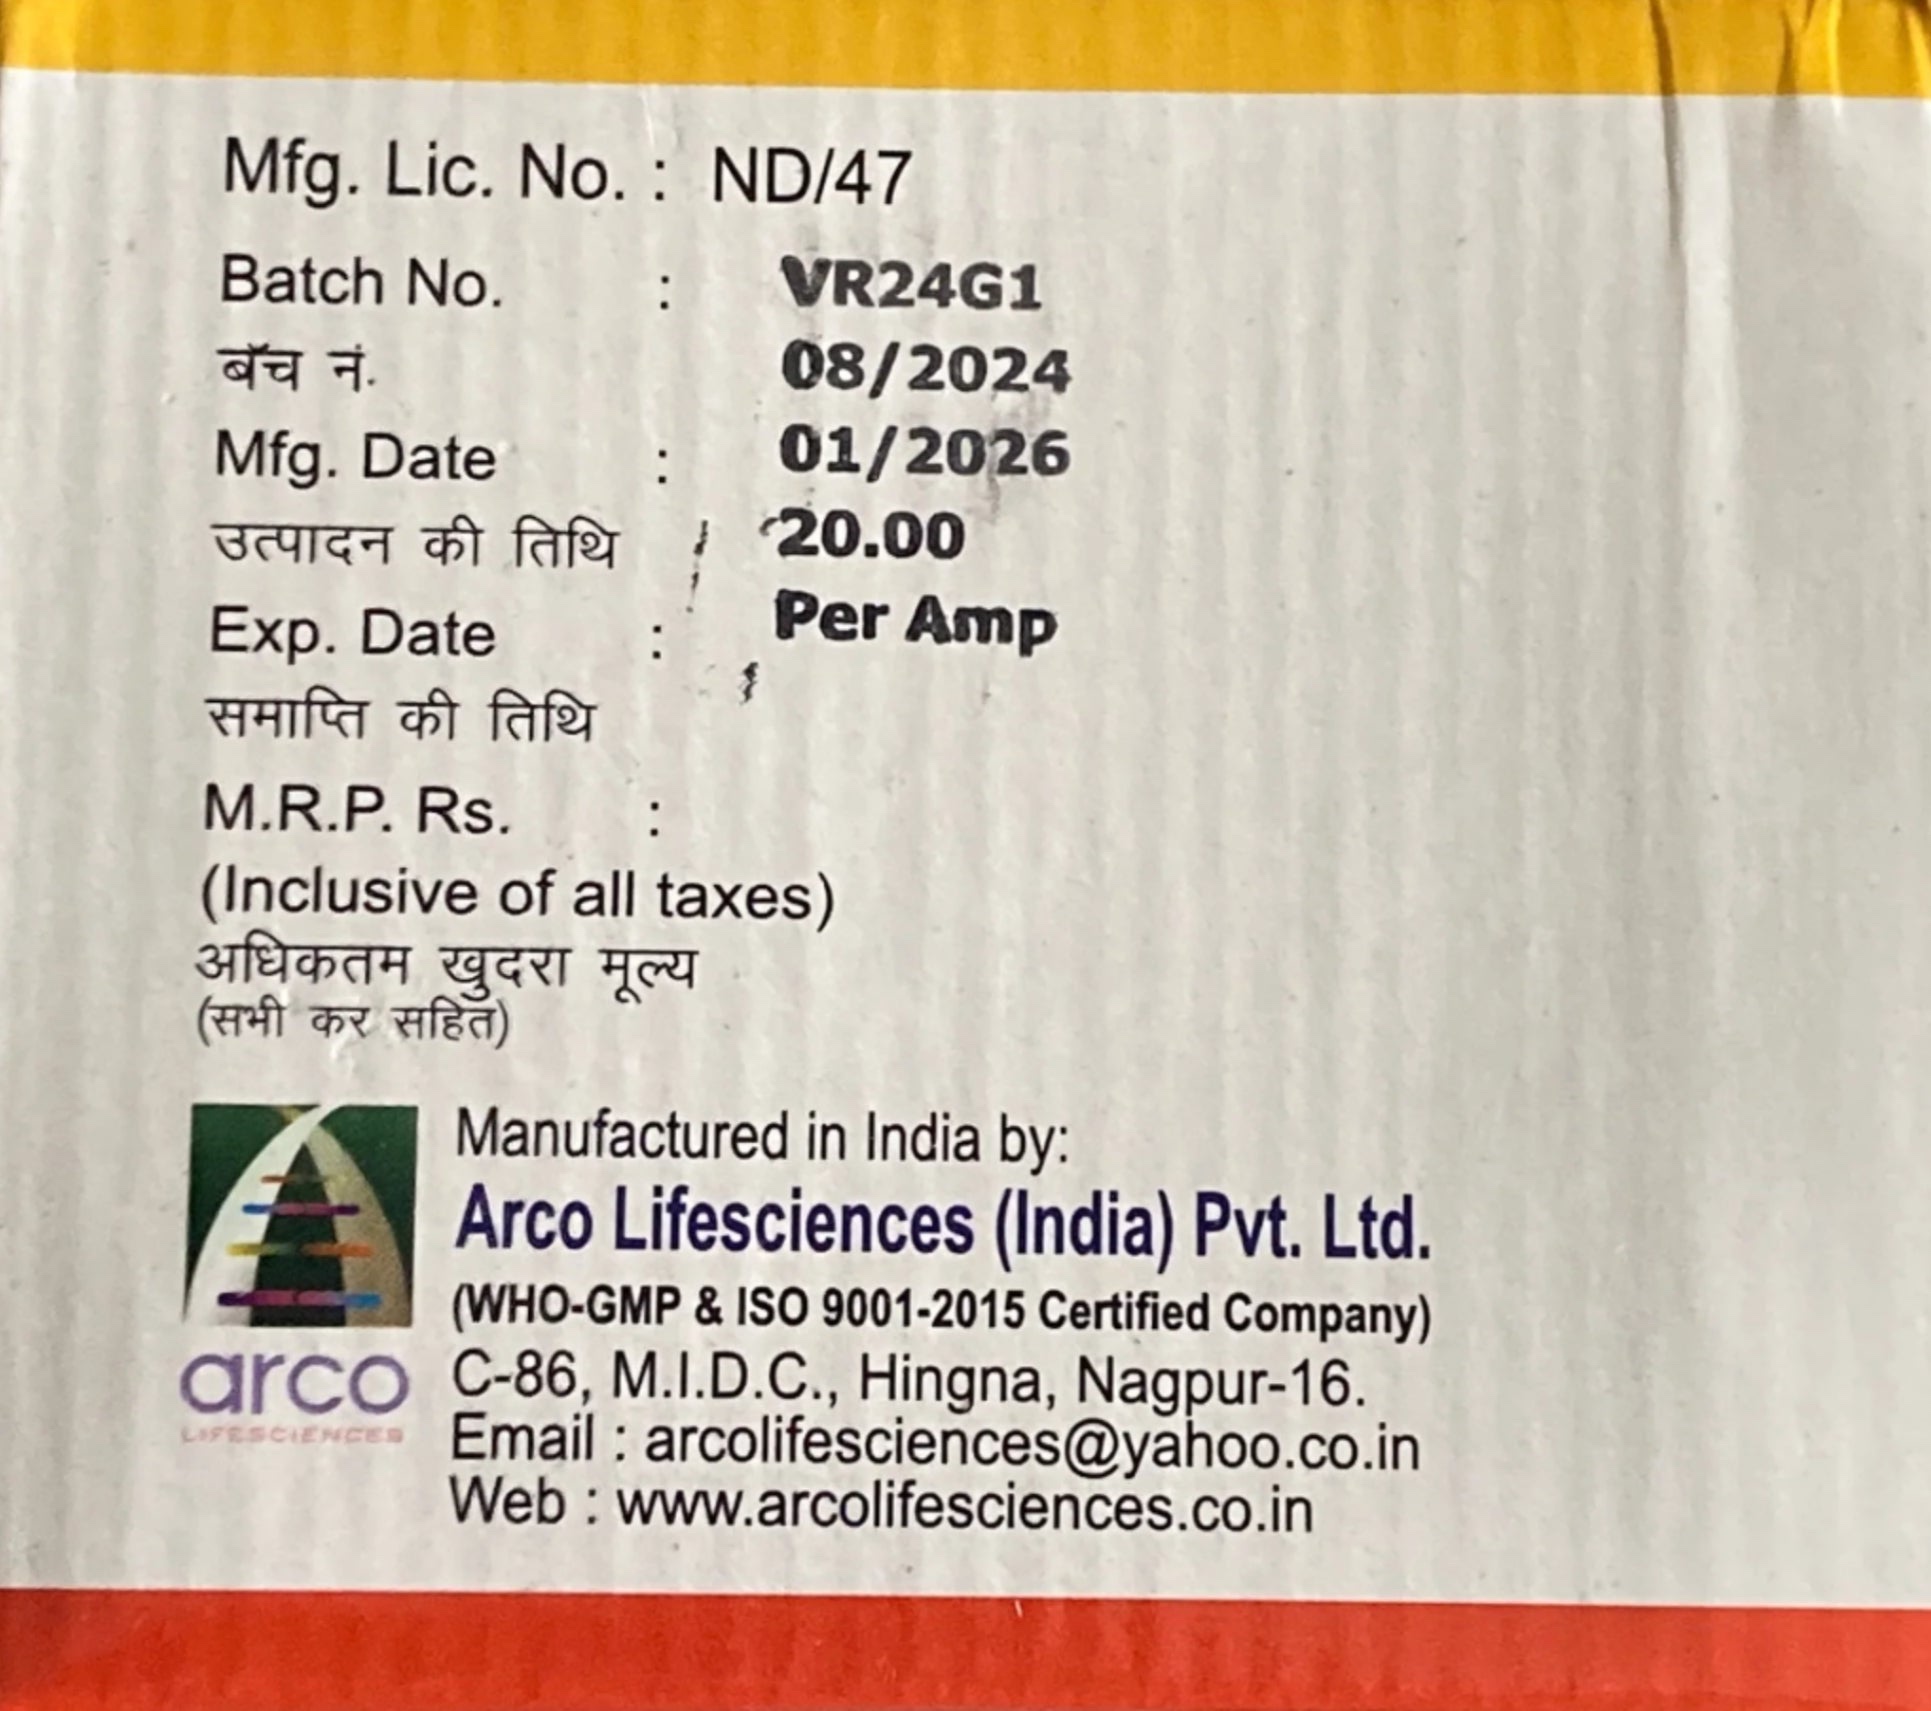 Mfg. Lic. No. : ND/47
Batch No. : VR24G1
बॅच नं. 08/2024
Mfg. Date : 01/2026
उत्पादन की तिथि 20.00
Exp. Date : Per Amp
समाप्ति की तिथि
M.R.P. Rs. :
(Inclusive of all taxes)
अधिकतम खुदरा मूल्य
(सभी कर सहित)
Manufactured in India by:
Arco Lifesciences (India) Pvt. Ltd.
(WHO-GMP & ISO 9001-2015 Certified Company)
arco
LIFESCIENCES
C-86, M.I.D.C., Hingna, Nagpur-16.
Email : arcolifesciences@yahoo.co.in
Web : www.arcolifesciences.co.in